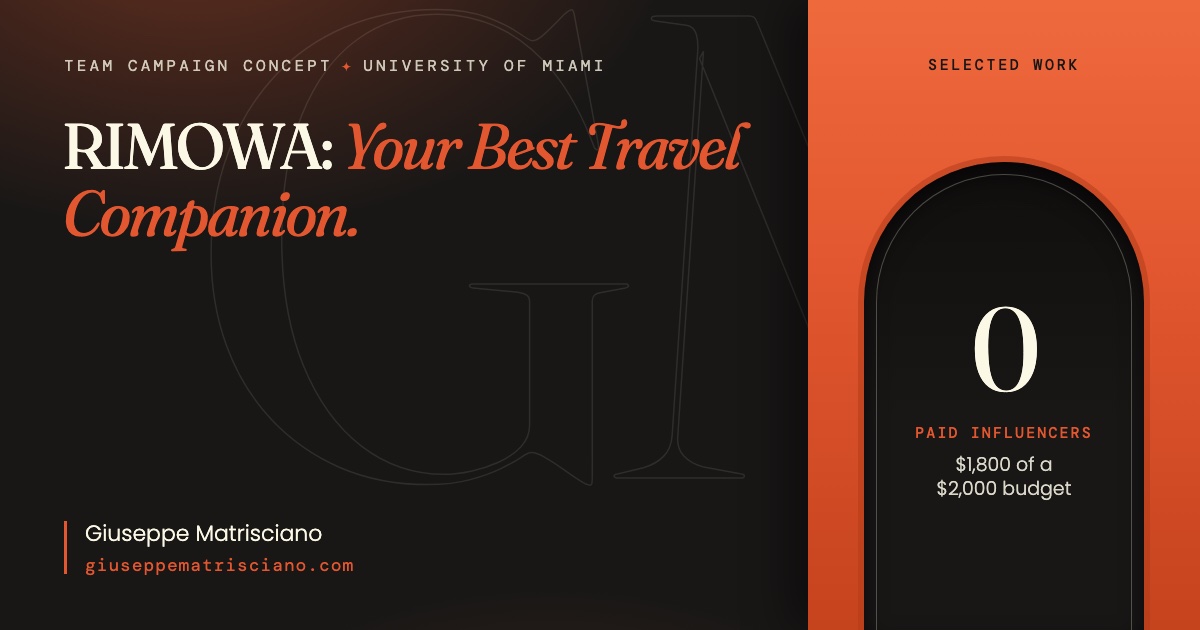 TEAM CAMPAIGN CONCEPT ✦ UNIVERSITY OF MIAMI
RIMOWA: Your Best Travel
Companion.
Giuseppe Matrisciano
giuseppematrisciano.com
SELECTED WORK
0
PAID INFLUENCERS
$1,800 of a
$2,000 budget
GM